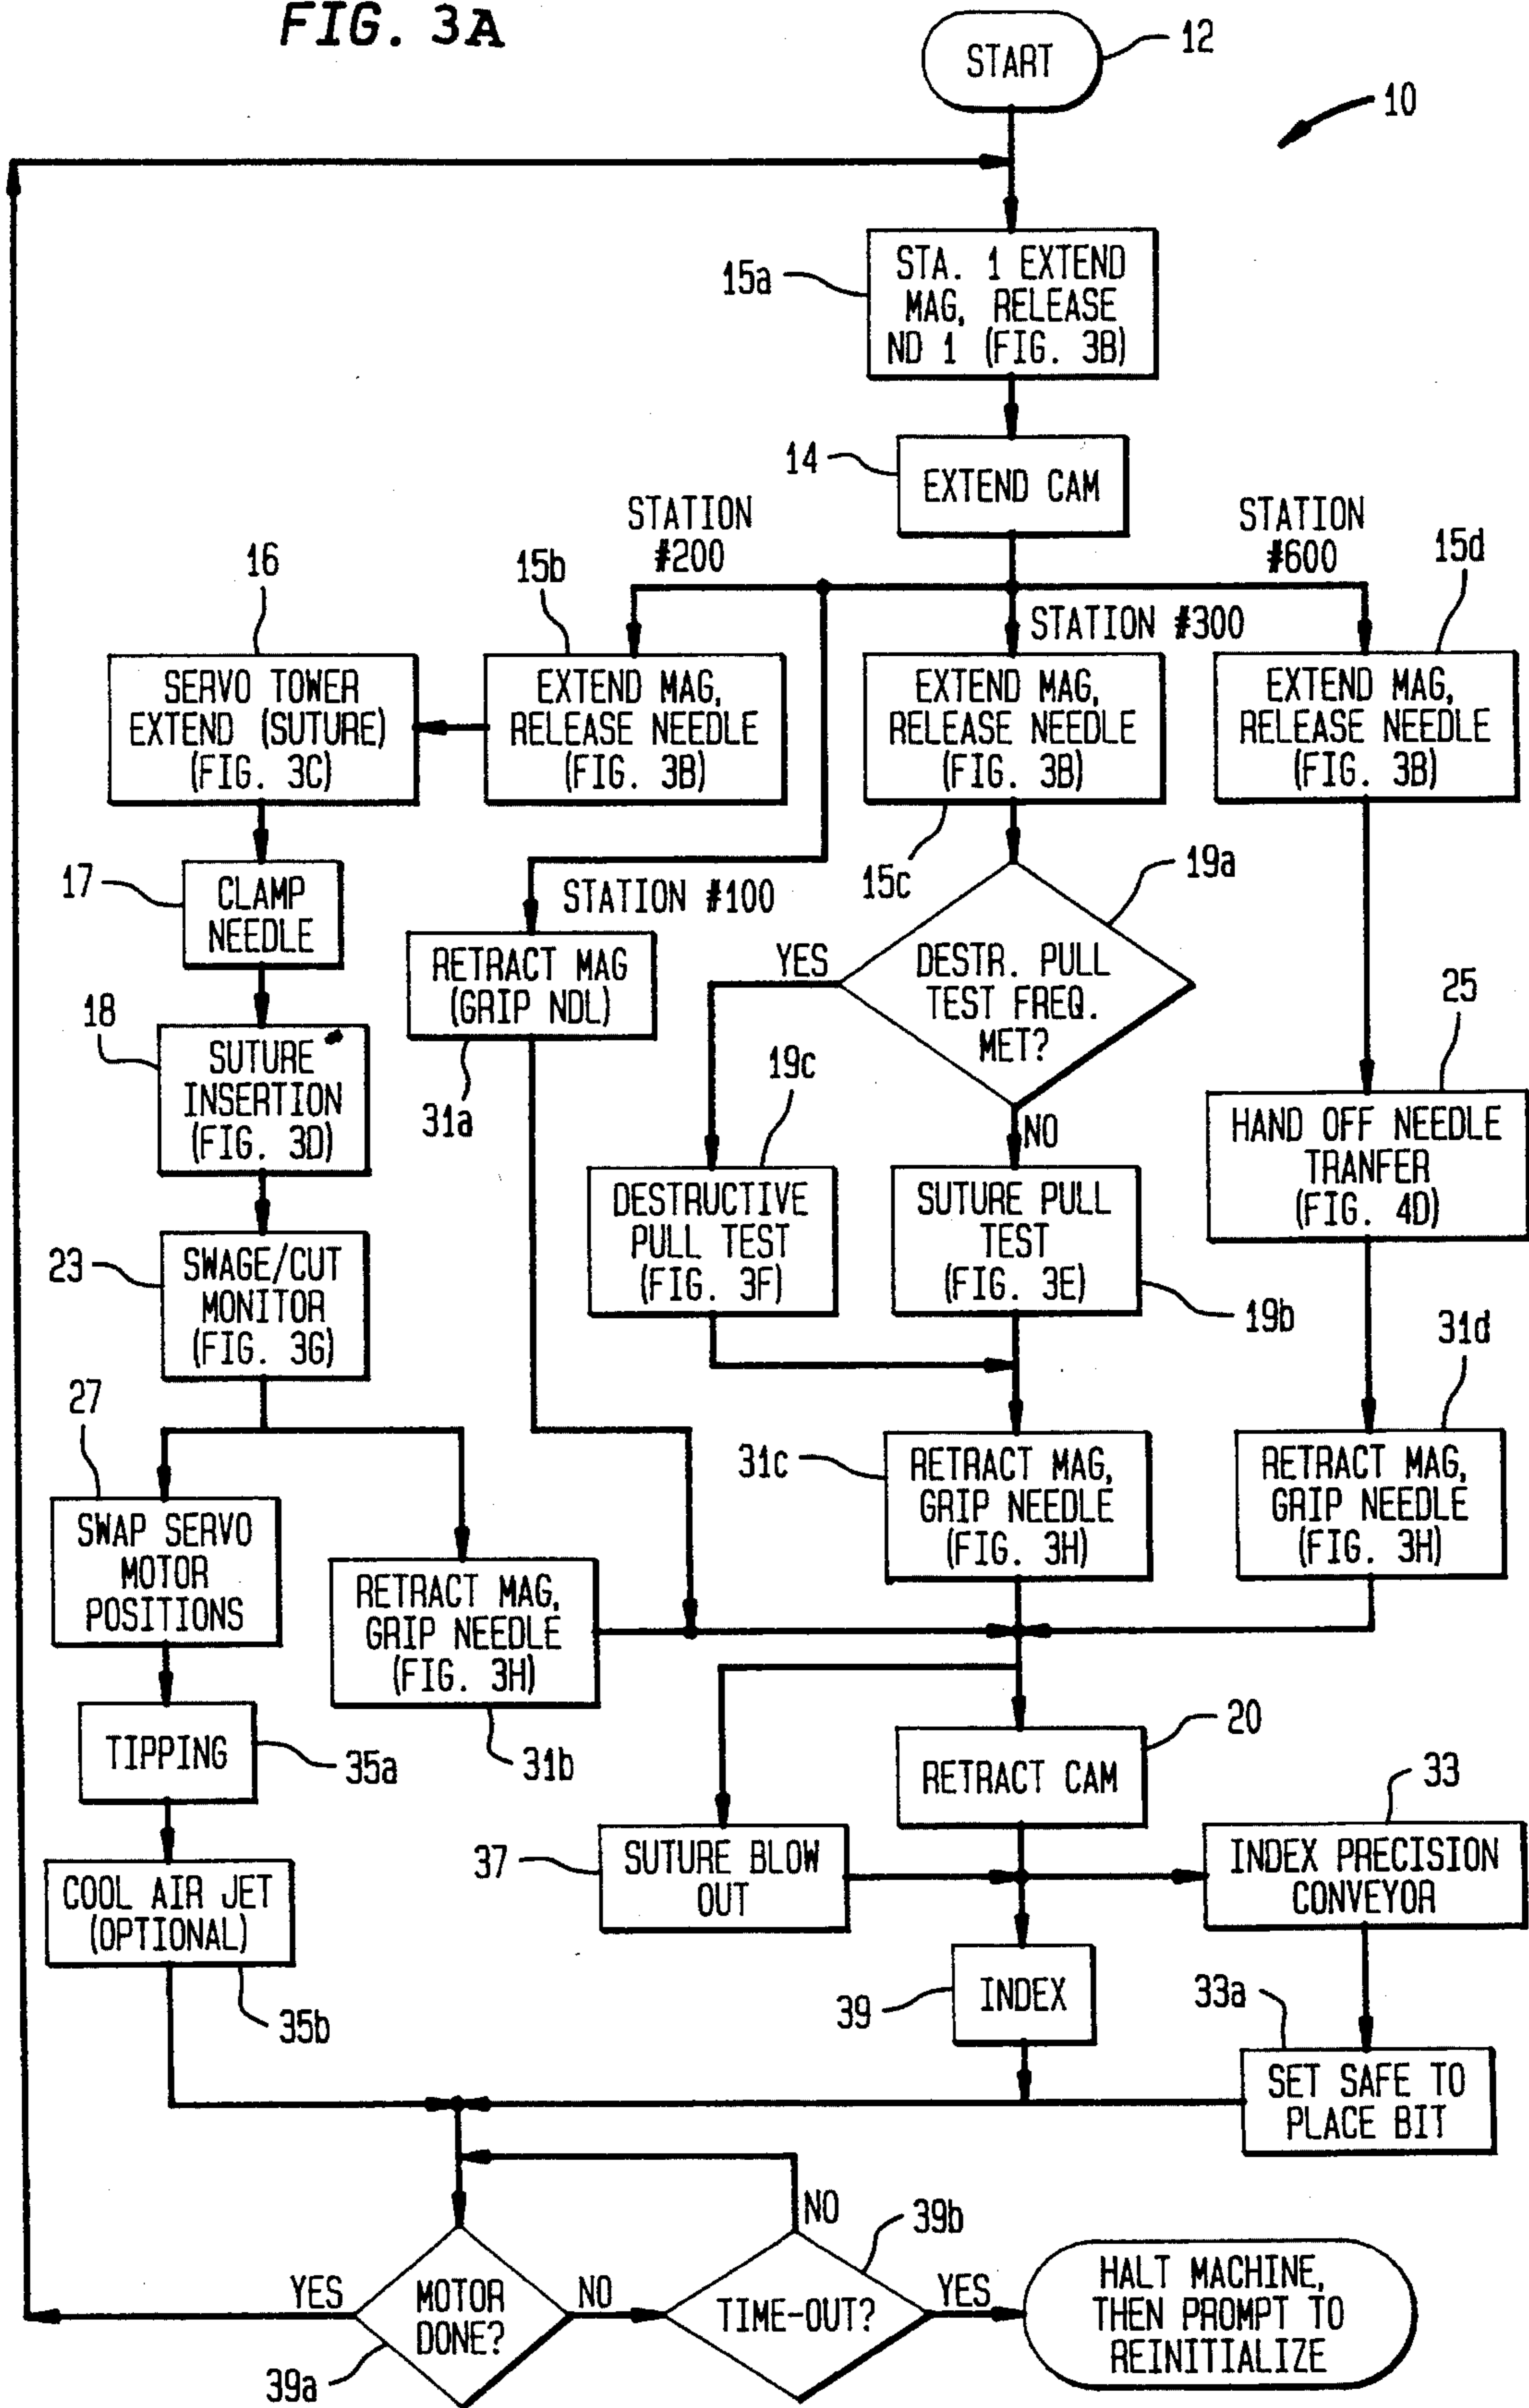 FIG. 3A
START
12
10
15a
STA. 1 EXTEND
MAG, RELEASE
ND 1 (FIG. 3B)
14
EXTEND CAM
STATION
#200
STATION
#600
16
15b
15d
STATION #300
SERVO TOWER
EXTEND (SUTURE)
(FIG. 3C)
EXTEND MAG,
RELEASE NEEDLE
(FIG. 3B)
EXTEND MAG,
RELEASE NEEDLE
(FIG. 3B)
EXTEND MAG,
RELEASE NEEDLE
(FIG. 3B)
17
CLAMP
NEEDLE
STATION #100
15c
19a
RETRACT MAG
(GRIP NDL)
31a
YES
DESTR. PULL
TEST FREQ.
MET?
NO
18
SUTURE
INSERTION
(FIG. 3D)
19c
25
DESTRUCTIVE
PULL TEST
(FIG. 3F)
SUTURE PULL
TEST
(FIG. 3E)
19b
HAND OFF NEEDLE
TRANFER
(FIG. 4D)
23
SWAGE/CUT
MONITOR
(FIG. 3G)
31d
27
31c
RETRACT MAG,
GRIP NEEDLE
(FIG. 3H)
RETRACT MAG,
GRIP NEEDLE
(FIG. 3H)
SWAP SERVO
MOTOR
POSITIONS
RETRACT MAG,
GRIP NEEDLE
(FIG. 3H)
31b
TIPPING
35a
20
RETRACT CAM
33
37
SUTURE BLOW
OUT
INDEX PRECISION
CONVEYOR
COOL AIR JET
(OPTIONAL)
35b
39
INDEX
33a
SET SAFE TO
PLACE BIT
YES
MOTOR
DONE?
39a
NO
TIME-OUT?
NO
39b
YES
HALT MACHINE,
THEN PROMPT TO
REINITIALIZE